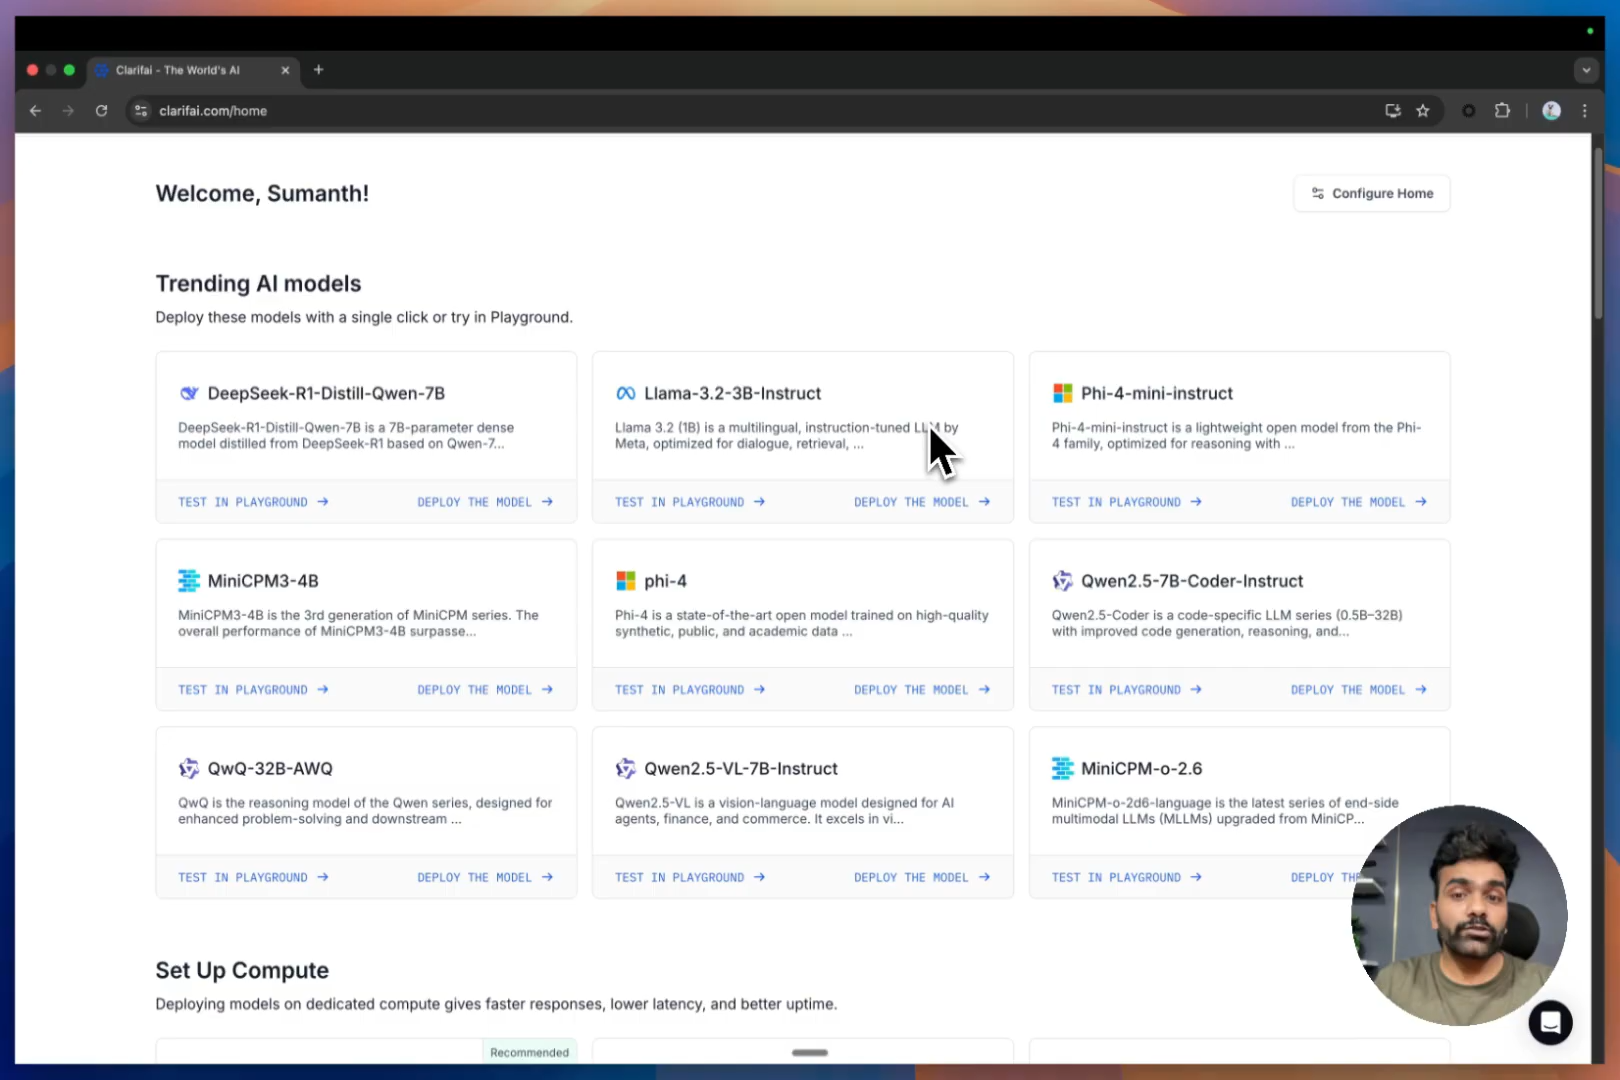 Clarifai - The World's AI
clarifai.com/home
Welcome, Sumanth!
Configure Home
Trending AI models
Deploy these models with a single click or try in Playground.
DeepSeek-R1-Distill-Qwen-7B
DeepSeek-R1-Distill-Qwen-7B is a 7B-parameter dense
model distilled from DeepSeek-R1 based on Qwen-7...
TEST IN PLAYGROUND →
DEPLOY THE MODEL →
Llama-3.2-3B-Instruct
Llama 3.2 (1B) is a multilingual, instruction-tuned LLM by
Meta, optimized for dialogue, retrieval, ...
TEST IN PLAYGROUND →
DEPLOY THE MODEL →
Phi-4-mini-instruct
Phi-4-mini-instruct is a lightweight open model from the Phi-
4 family, optimized for reasoning with ...
TEST IN PLAYGROUND →
DEPLOY THE MODEL →
MiniCPM3-4B
MiniCPM3-4B is the 3rd generation of MiniCPM series. The
overall performance of MiniCPM3-4B surpasse...
TEST IN PLAYGROUND →
DEPLOY THE MODEL →
phi-4
Phi-4 is a state-of-the-art open model trained on high-quality
synthetic, public, and academic data ...
TEST IN PLAYGROUND →
DEPLOY THE MODEL →
Qwen2.5-7B-Coder-Instruct
Qwen2.5-Coder is a code-specific LLM series (0.5B–32B)
with improved code generation, reasoning, and...
TEST IN PLAYGROUND →
DEPLOY THE MODEL →
QwQ-32B-AWQ
QwQ is the reasoning model of the Qwen series, designed for
enhanced problem-solving and downstream ...
TEST IN PLAYGROUND →
DEPLOY THE MODEL →
Qwen2.5-VL-7B-Instruct
Qwen2.5-VL is a vision-language model designed for AI
agents, finance, and commerce. It excels in vi...
TEST IN PLAYGROUND →
DEPLOY THE MODEL →
MiniCPM-o-2.6
MiniCPM-o-2d6-language is the latest series of end-side
multimodal LLMs (MLLMs) upgraded from MiniCP...
TEST IN PLAYGROUND →
DEPLOY TH
Set Up Compute
Deploying models on dedicated compute gives faster responses, lower latency, and better uptime.
Recommended